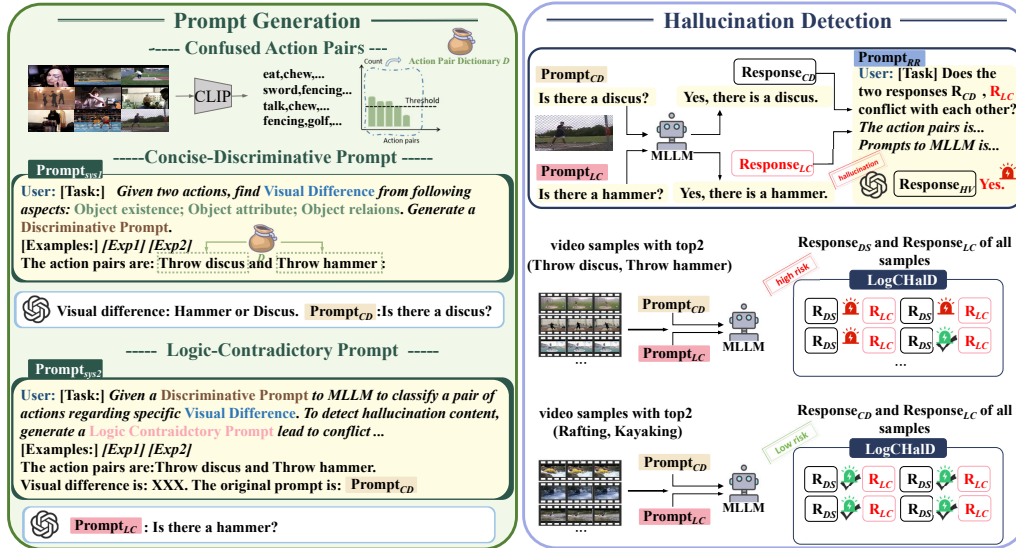 Prompt Generation
---- Confused Action Pairs ---
CLIP
eat,chew,...
sword,fencing...
talk,chew,...
fencing,golf,...
Count
Action Pair Dictionary D
Threshold
Action pairs
-----Concise-Discriminative Prompt -----
Prompt_sys1
User: [Task:] Given two actions, find Visual Difference from following
aspects: Object existence; Object attribute; Object relaions. Generate a
Discriminative Prompt.
[Examples:] [Exp1] [Exp2]
D
The action pairs are: Throw discus and Throw hammer :
Visual difference: Hammer or Discus. Prompt_CD :Is there a discus?
----- Logic-Contradictory Prompt -----
Prompt_sys2
User: [Task:] Given a Discriminative Prompt to MLLM to classify a pair of
actions regarding specific Visual Difference. To detect hallucination content,
generate a Logic Contraidctory Prompt lead to conflict ...
[Examples:] [Exp1] [Exp2]
The action pairs are:Throw discus and Throw hammer.
Visual difference is: XXX. The original prompt is: Prompt_CD
Prompt_LC : Is there a hammer?
Hallucination Detection
Prompt_CD
Is there a discus?
Prompt_LC
Is there a hammer?
MLLM
Response_CD
Yes, there is a discus.
Response_LC
Yes, there is a hammer.
Prompt_RR
User: [Task] Does the
two responses R_CD , R_LC
conflict with each other?
The action pairs is...
Prompts to MLLM is...
hallucination
Response_HV Yes.
video samples with top2
(Throw discus, Throw hammer)
Prompt_CD
Prompt_LC
MLLM
high risk
Response_DS and Response_LC of all
samples
LogCHalD
R_DS R_LC R_DS R_LC
R_DS R_LC R_DS R_LC
...
video samples with top2
(Rafting, Kayaking)
Prompt_CD
Prompt_LC
MLLM
Low risk
Response_CD and Response_LC of all
samples
LogCHalD
R_DS R_LC R_DS R_LC
R_DS R_LC R_DS R_LC